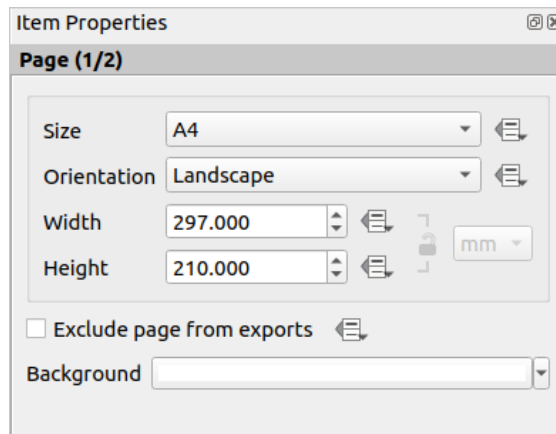 Item Properties
Page (1/2)
Size A4
Orientation Landscape
Width 297.000
mm
Height 210.000
Exclude page from exports
Background